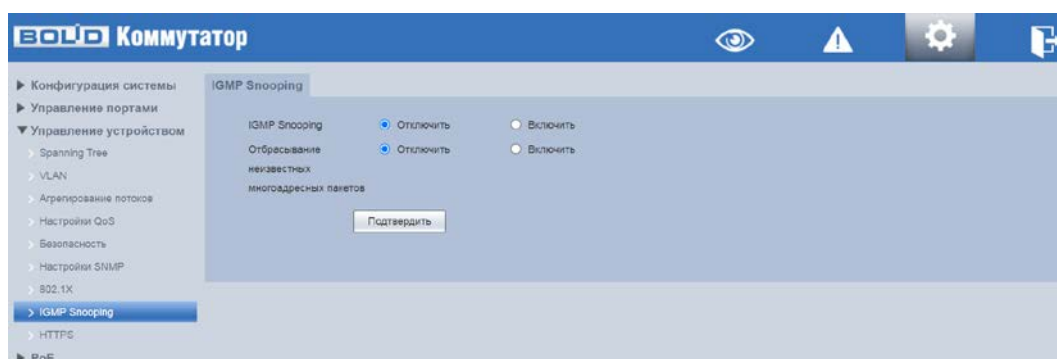 BOLID Коммутатор
Конфигурация системы
Управление портами
Управление устройством
Spanning Tree
VLAN
Агрегирование потоков
Настройки QoS
Безопасность
Настройки SNMP
802.1X
IGMP Snooping
HTTPS
PoE
IGMP Snooping
IGMP Snooping Отключить Включить
Отбрасывание Отключить Включить
неизвестных
многоадресных пакетов
Подтвердить